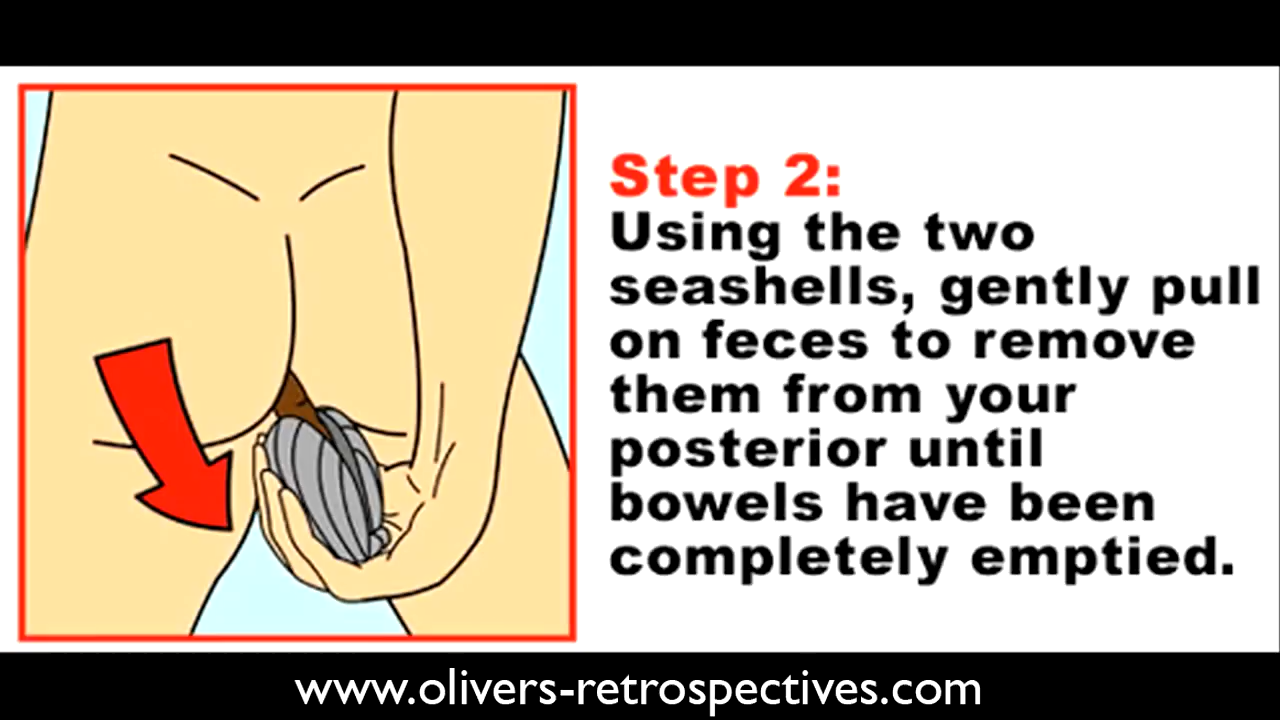 Step 2:
Using the two
seashells, gently pull
on feces to remove
them from your
posterior until
bowels have been
completely emptied.
www.olivers-retrospectives.com